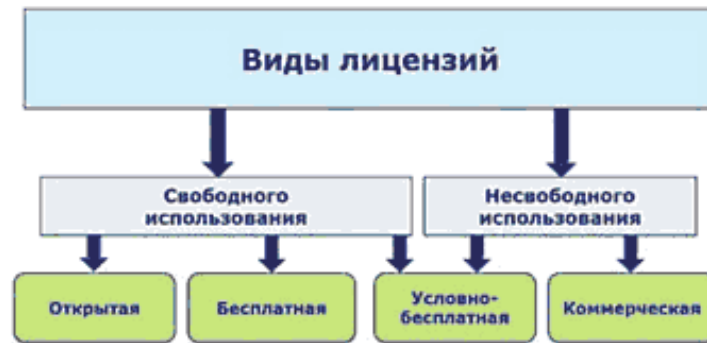 Виды лицензий
Свободного
использования
Несвободного
использования
Открытая
Бесплатная
Условно-
бесплатная
Коммерческая